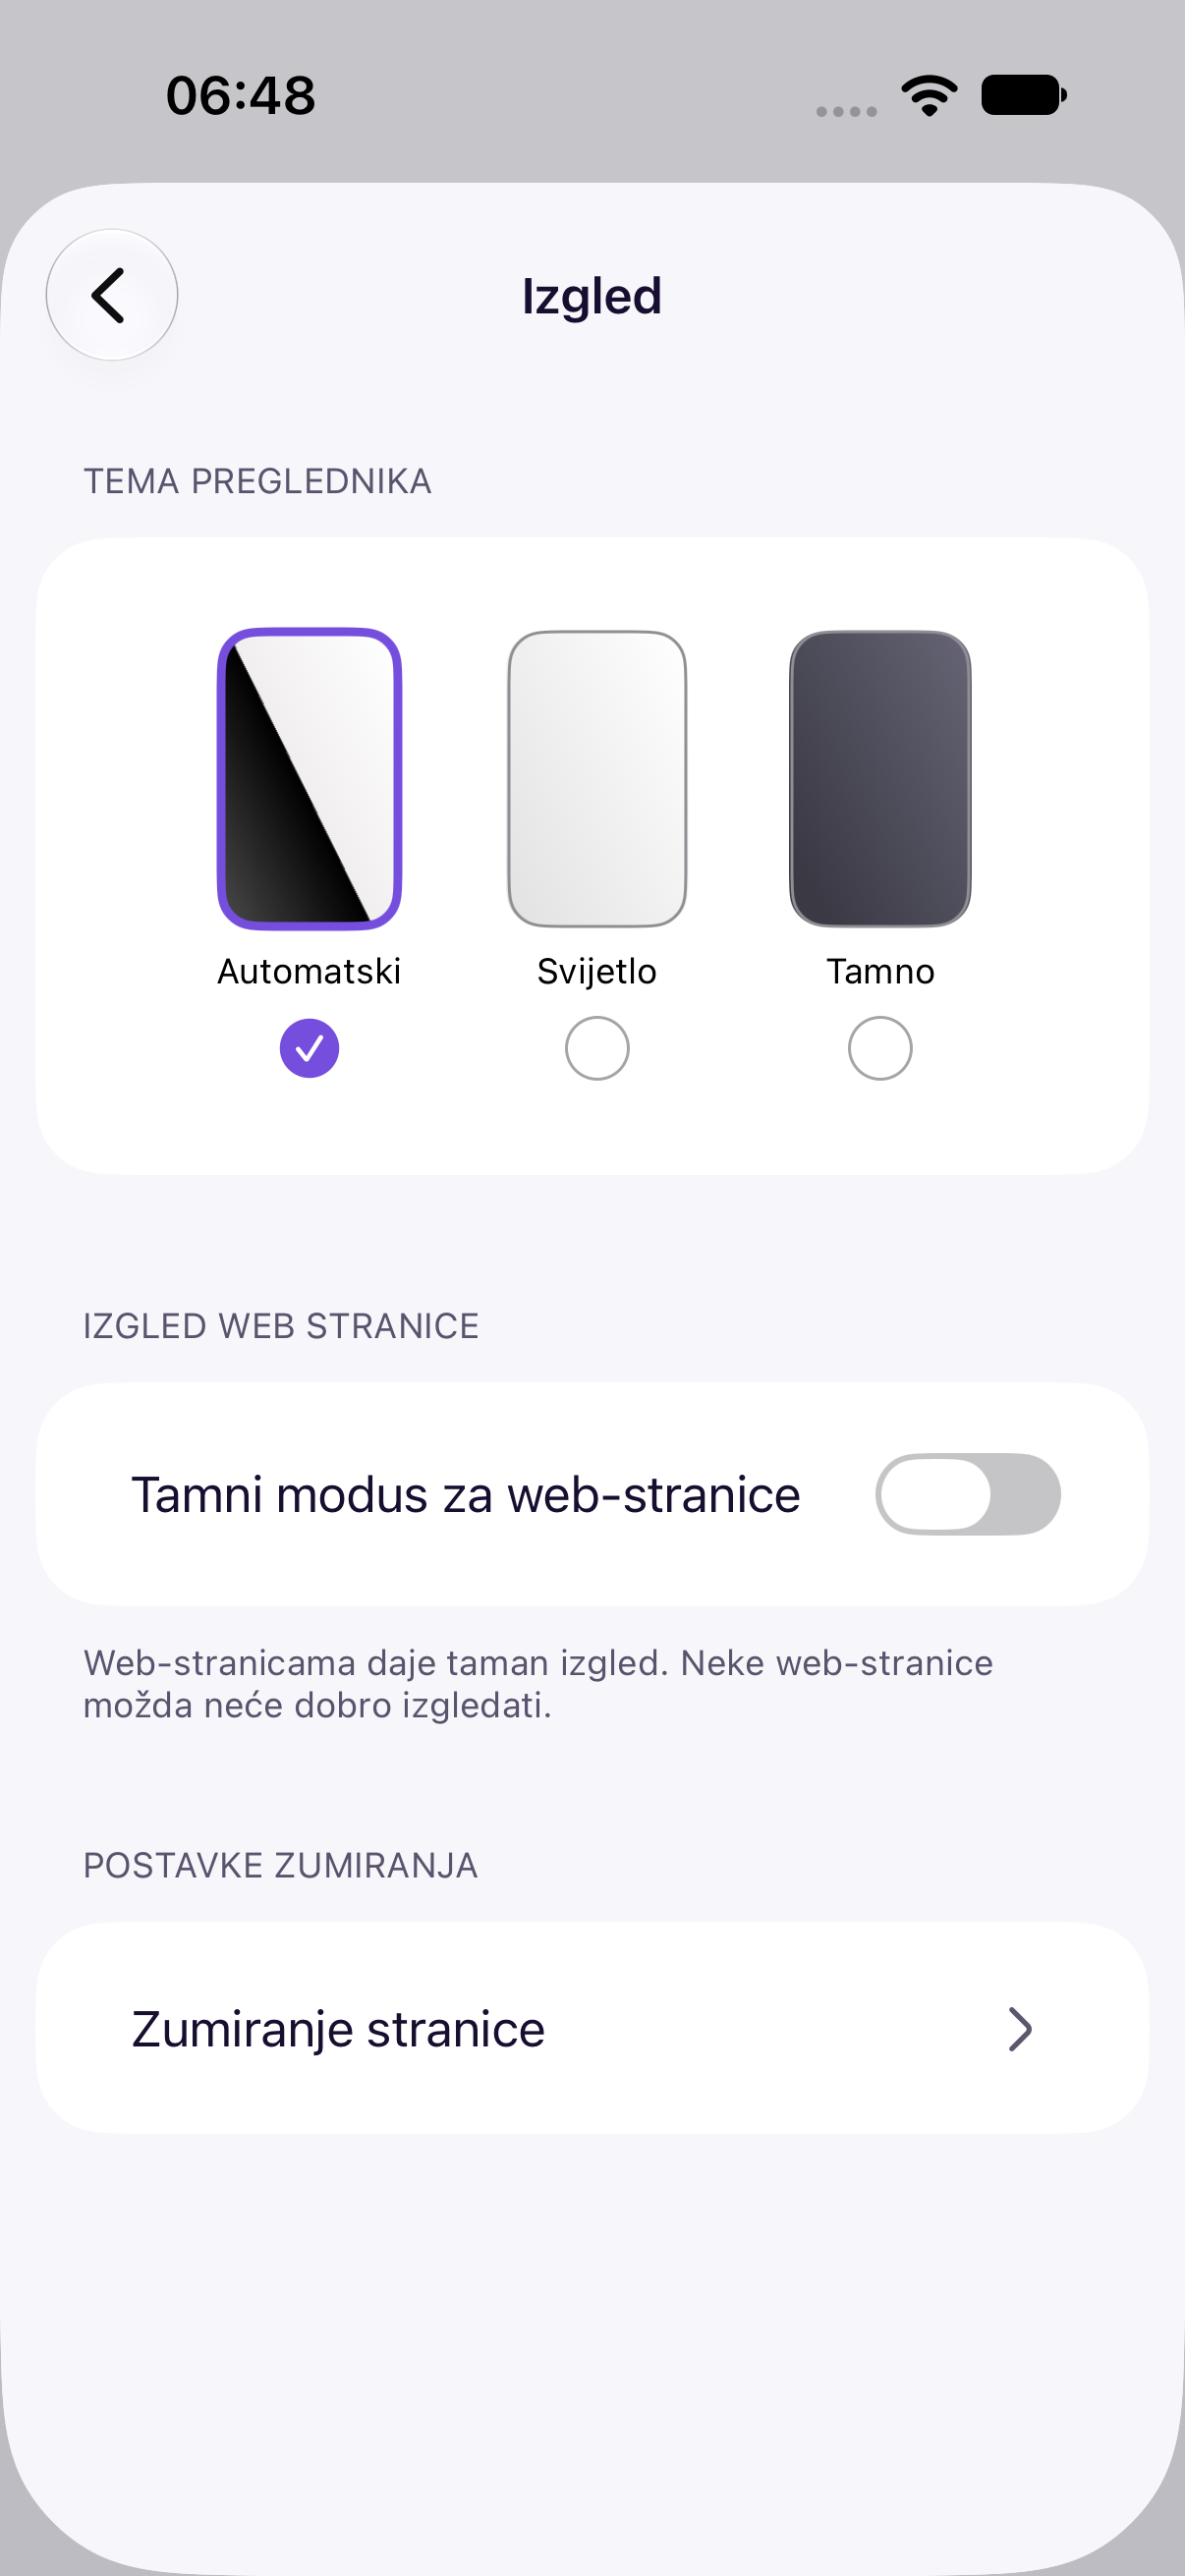 06:48
Izgled
TEMA PREGLEDNIKA
Automatski
Svijetlo
Tamno
IZGLED WEB STRANICE
Tamni modus za web-stranice
Web-stranicama daje taman izgled. Neke web-stranice
možda neće dobro izgledati.
POSTAVKE ZUMIRANJA
Zumiranje stranice